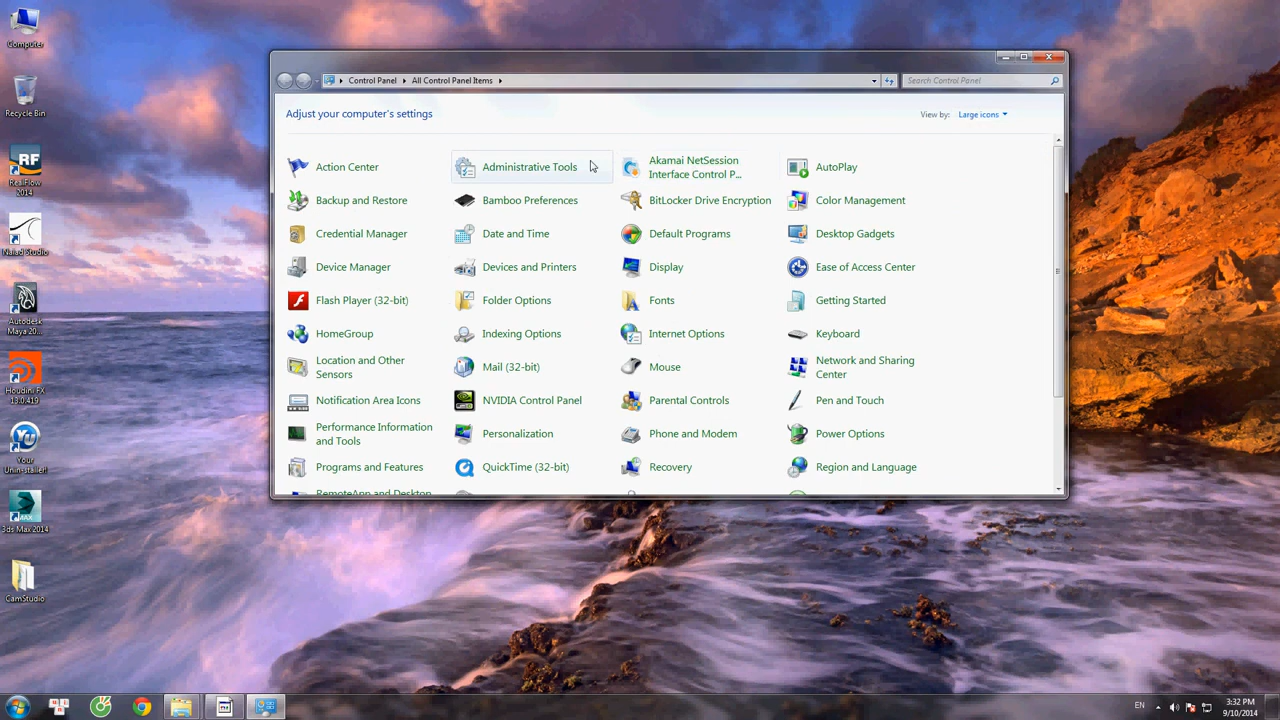 Computer
Recycle Bin
RF
RealFlow
2014
Naiad Studio
Autodesk
Maya 20...
Houdini FX
13.0.419
Your
Unin-staller!
3ds Max 2014
CamStudio
Control Panel
All Control Panel Items
Search Control Panel
Adjust your computer's settings
View by:
Large icons
Action Center
Administrative Tools
Akamai NetSession
Interface Control P...
AutoPlay
Backup and Restore
Bamboo Preferences
BitLocker Drive Encryption
Color Management
Credential Manager
Date and Time
Default Programs
Desktop Gadgets
Device Manager
Devices and Printers
Display
Ease of Access Center
Flash Player (32-bit)
Folder Options
Fonts
Getting Started
HomeGroup
Indexing Options
Internet Options
Keyboard
Location and Other
Sensors
Mail (32-bit)
Mouse
Network and Sharing
Center
Notification Area Icons
NVIDIA Control Panel
Parental Controls
Pen and Touch
Performance Information
and Tools
Personalization
Phone and Modem
Power Options
Programs and Features
QuickTime (32-bit)
Recovery
Region and Language
RemoteApp and Desktop
EN
3:32 PM
9/10/2014